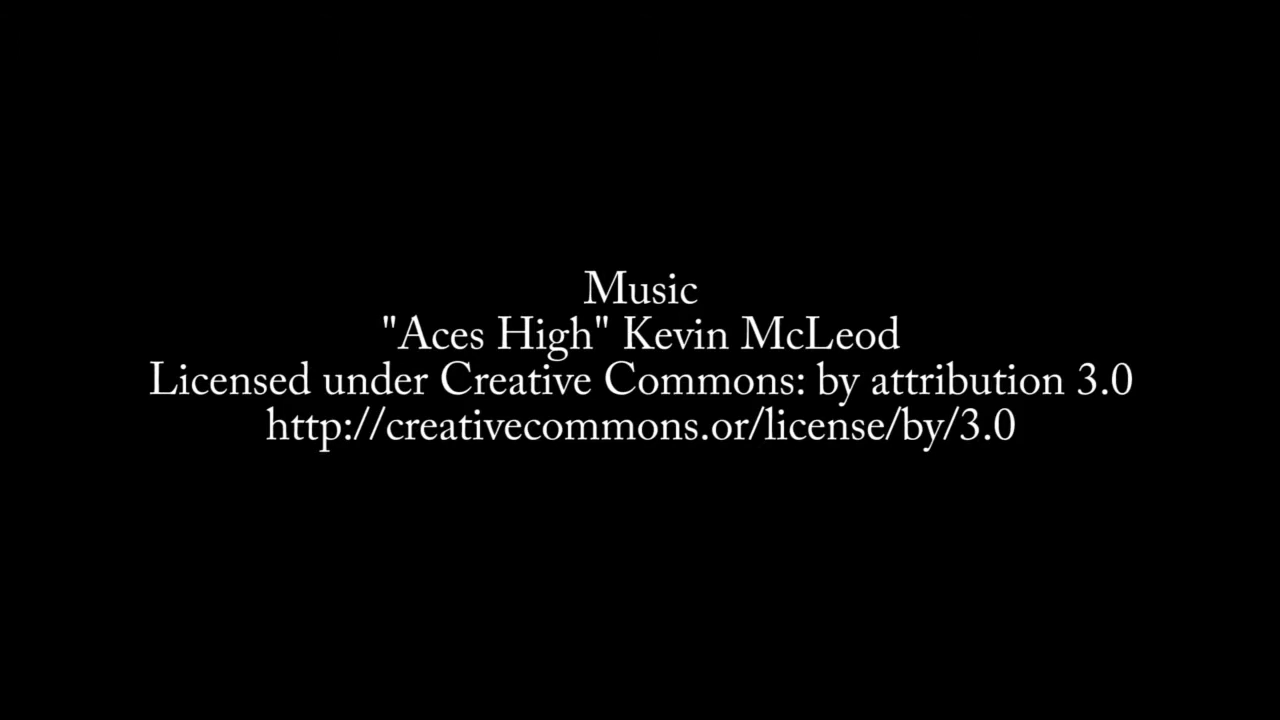 Music
"Aces High" Kevin McLeod
Licensed under Creative Commons: by attribution 3.0
http://creativecommons.or/license/by/3.0